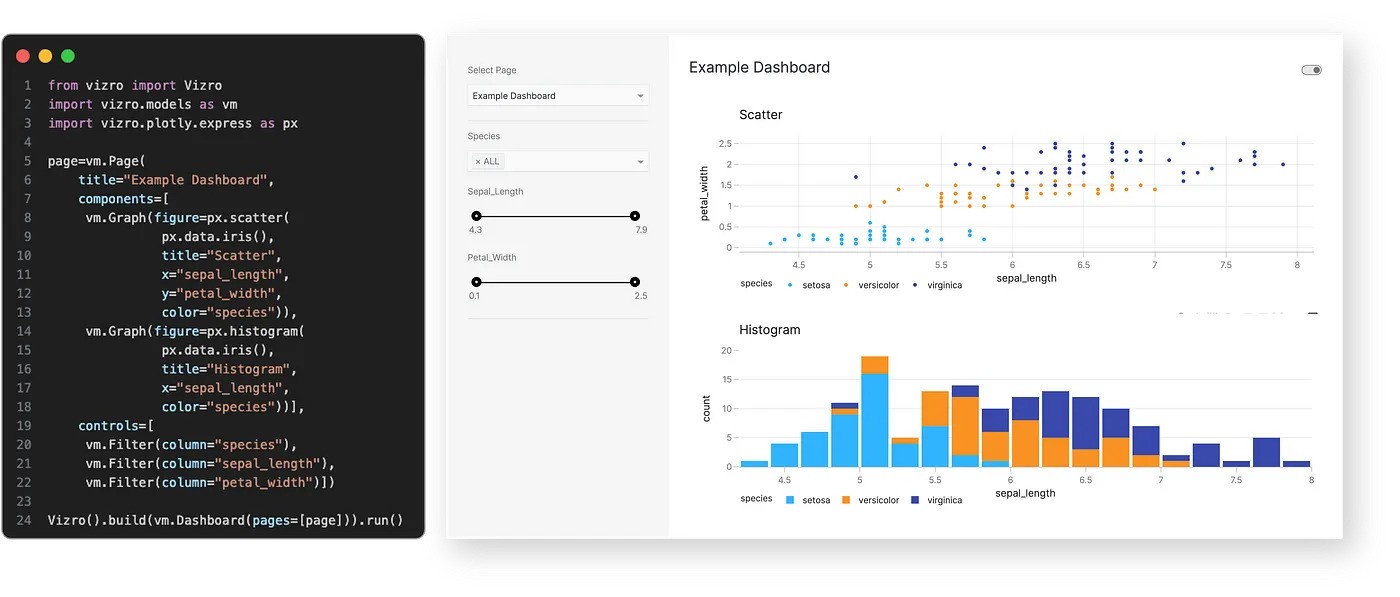 1 from vizro import Vizro
2 import vizro.models as vm
3 import vizro.plotly.express as px
4
5 page=vm.Page(
6 title="Example Dashboard",
7 components=[
8 vm.Graph(figure=px.scatter(
9 px.data.iris(),
10 title="Scatter",
11 x="sepal_length",
12 y="petal_width",
13 color="species")),
14 vm.Graph(figure=px.histogram(
15 px.data.iris(),
16 title="Histogram",
17 x="sepal_length",
18 color="species"))],
19 controls=[
20 vm.Filter(column="species"),
21 vm.Filter(column="sepal_length"),
22 vm.Filter(column="petal_width")])
23
24 Vizro().build(vm.Dashboard(pages=[page])).run()
Select Page
Example Dashboard
Species
× ALL
Sepal_Length
4.3 7.9
Petal_Width
0.1 2.5
Example Dashboard
Scatter
petal_width
2.5
2
1.5
1
0.5
0
4.5 5 5.5 6 6.5 7 7.5 8
sepal_length
species setosa versicolor virginica
Histogram
count
20
15
10
5
0
4.5 5 5.5 6 6.5 7 7.5 8
sepal_length
species setosa versicolor virginica